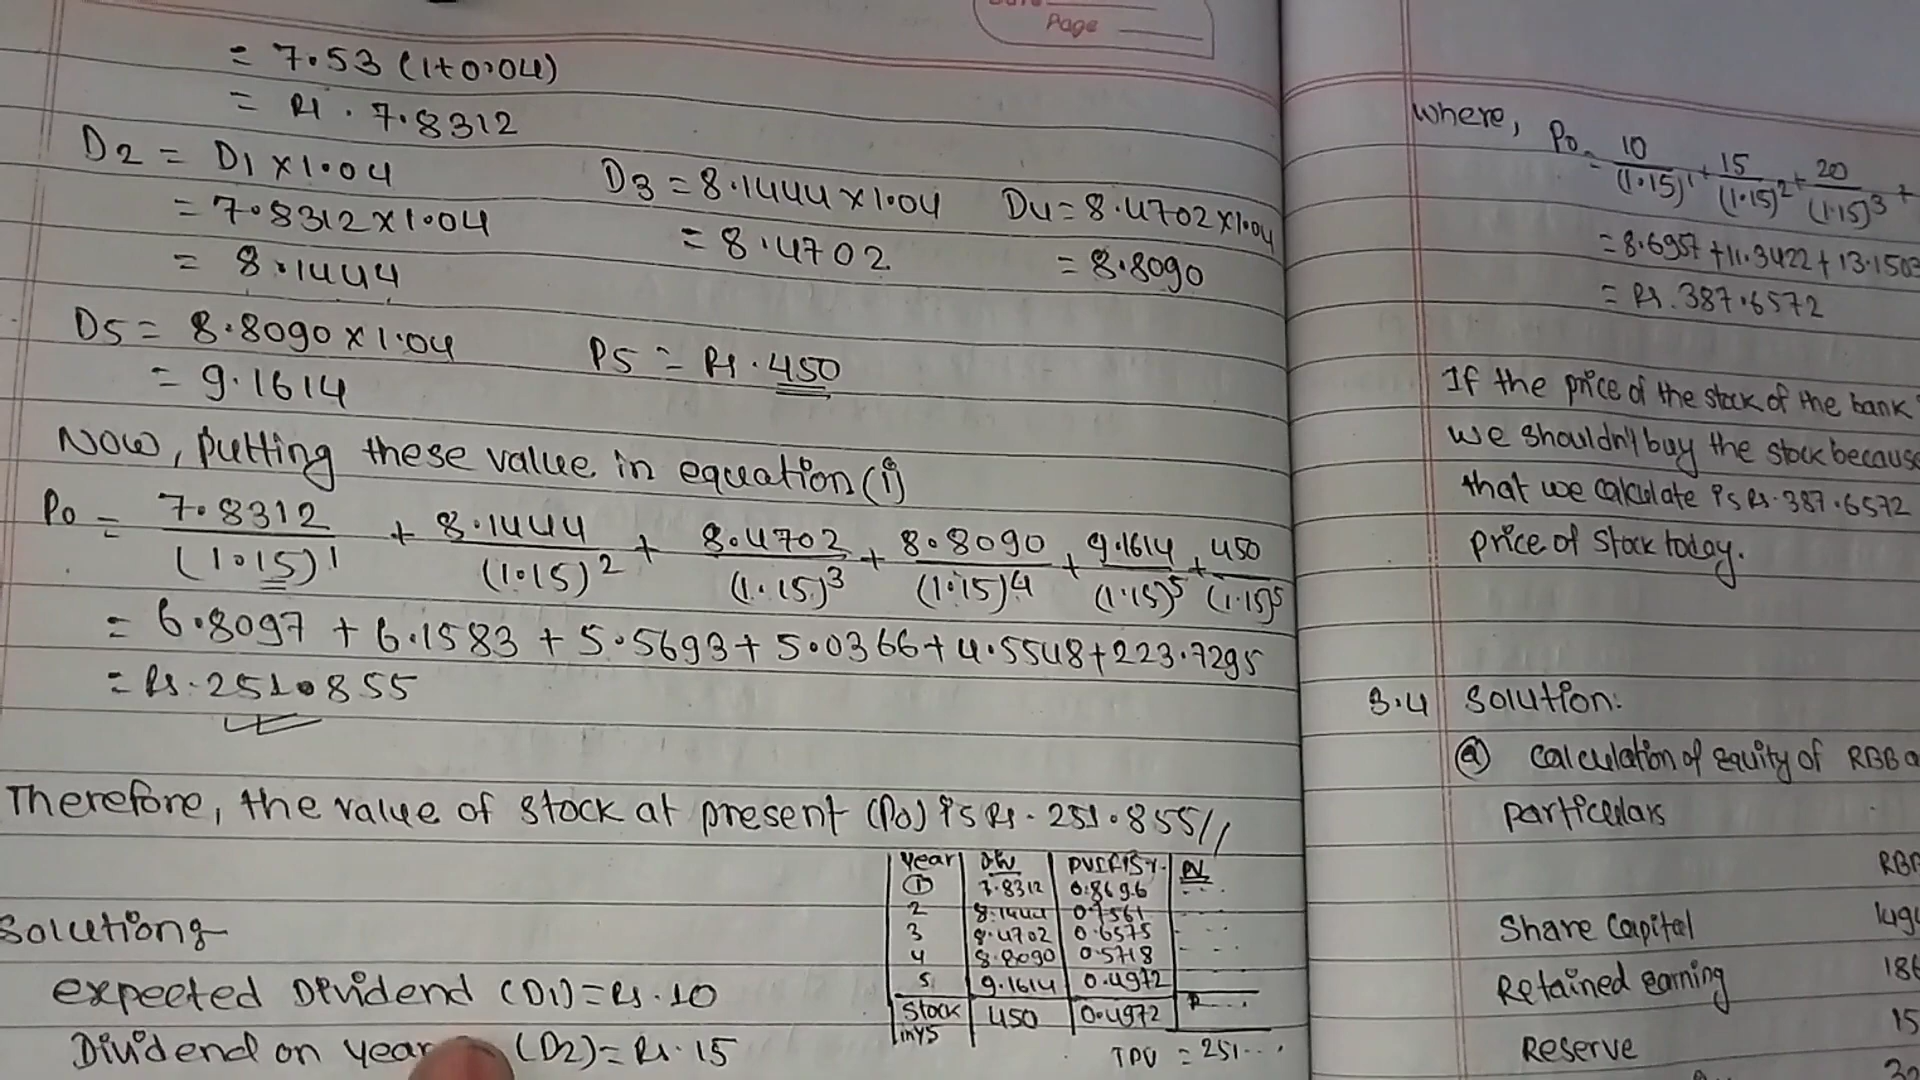 Page
= 7.53 (1+0.04)
= Rs. 7.8312
D2 = D1 x 1.04
= 7.8312 x 1.04
= 8.1444
D3 = 8.1444 x 1.04
= 8.4702
D4 = 8.4702 x 1.04
= 8.8090
D5 = 8.8090 x 1.04
= 9.1614
P5 = Rs. 450
Now, putting these value in equation (i)
P0 = 7.8312/(1.15)^1 + 8.1444/(1.15)^2 + 8.4702/(1.15)^3 + 8.8090/(1.15)^4 + 9.1614/(1.15)^5 + 450/(1.15)^5
= 6.8097 + 6.1583 + 5.5693 + 5.0366 + 4.5548 + 223.7295
= Rs. 251.855
Therefore, the value of stock at present (P0) is Rs. 251.855//
Year Div PVIF15% PV
1 7.8312 0.8696
2 8.1444 0.7561
3 8.4702 0.6575
4 8.8090 0.5718
5 9.1614 0.4972
Stock 450 0.4972
in Y5
TPV = 251...
Solution:
expected Dividend (D1) = Rs. 10
Dividend on year (D2) = Rs. 15
where, P0 = 10/(1.15)^1 + 15/(1.15)^2 + 20/(1.15)^3 +
= 8.6957 + 11.3422 + 13.1503
= Rs. 387.6572
If the price of the stock of the bank
we shouldn't buy the stock because
that we calculate is Rs. 387.6572
price of stock today.
3.4 Solution:
(a) calculation of equity of RBB
particulars
Share Capital
Retained earning
Reserve